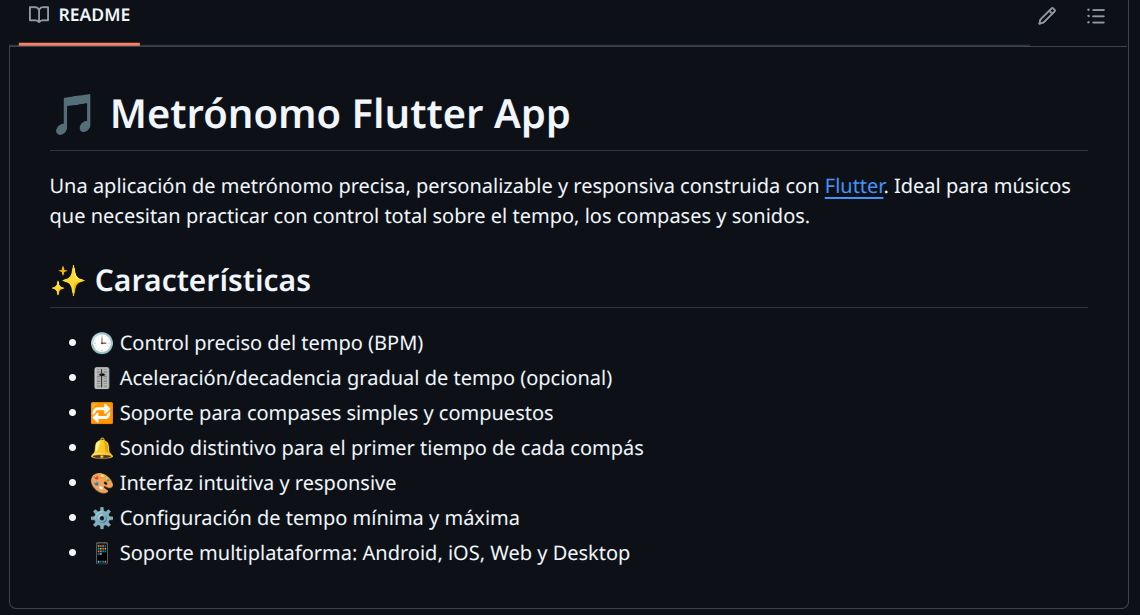 README
🎵 Metrónomo Flutter App
Una aplicación de metrónomo precisa, personalizable y responsiva construida con Flutter. Ideal para músicos
que necesitan practicar con control total sobre el tempo, los compases y sonidos.
✨ Características
• 🕒 Control preciso del tempo (BPM)
• 🎚️ Aceleración/decadencia gradual de tempo (opcional)
• 🔁 Soporte para compases simples y compuestos
• 🔔 Sonido distintivo para el primer tiempo de cada compás
• 🎨 Interfaz intuitiva y responsive
• ⚙️ Configuración de tempo mínima y máxima
• 📱 Soporte multiplataforma: Android, iOS, Web y Desktop